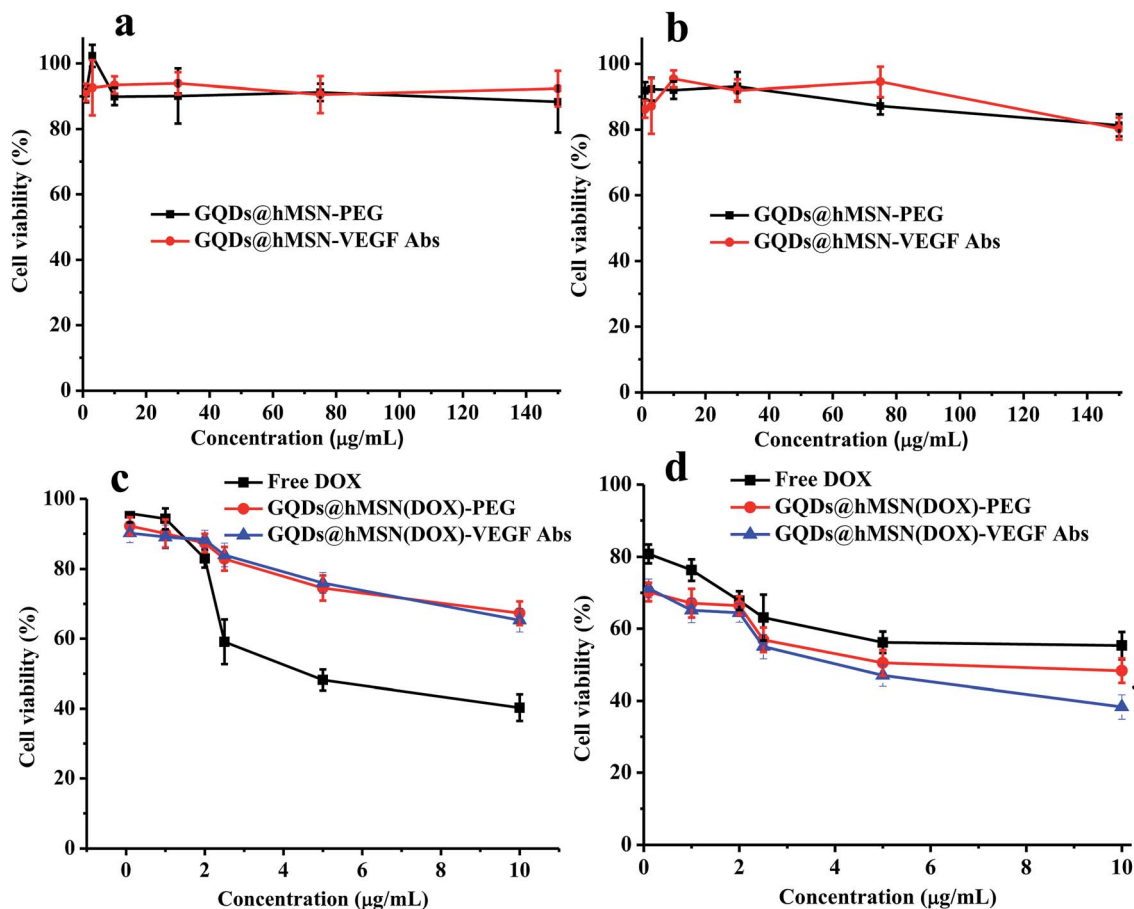 a
100
80
60
40
20
0
Cell viability (%)
GQDs@hMSN-PEG
GQDs@hMSN-VEGF Abs
0 20 40 60 80 100 120 140
Concentration (μg/mL)
b
100
80
60
40
20
0
Cell viability (%)
GQDs@hMSN-PEG
GQDs@hMSN-VEGF Abs
0 20 40 60 80 100 120 140
Concentration (μg/mL)
c
Free DOX
GQDs@hMSN(DOX)-PEG
GQDs@hMSN(DOX)-VEGF Abs
100
80
60
40
20
0
Cell viability (%)
0 2 4 6 8 10
Concentration (μg/mL)
d
Free DOX
GQDs@hMSN(DOX)-PEG
GQDs@hMSN(DOX)-VEGF Abs
100
80
60
40
20
0
Cell viability (%)
0 2 4 6 8 10
Concentration (μg/mL)